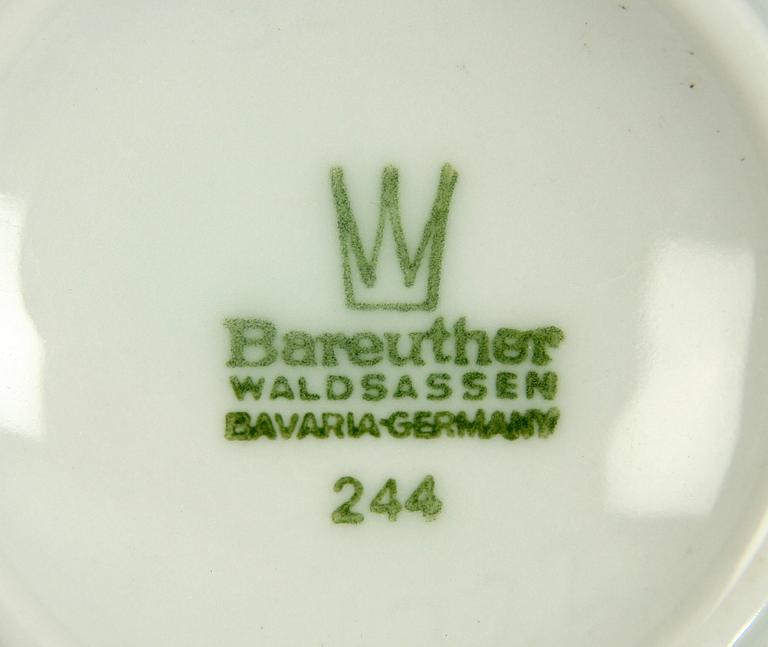 W
Bareuther
WALDSASSEN
BAVARIA-GERMANY
244